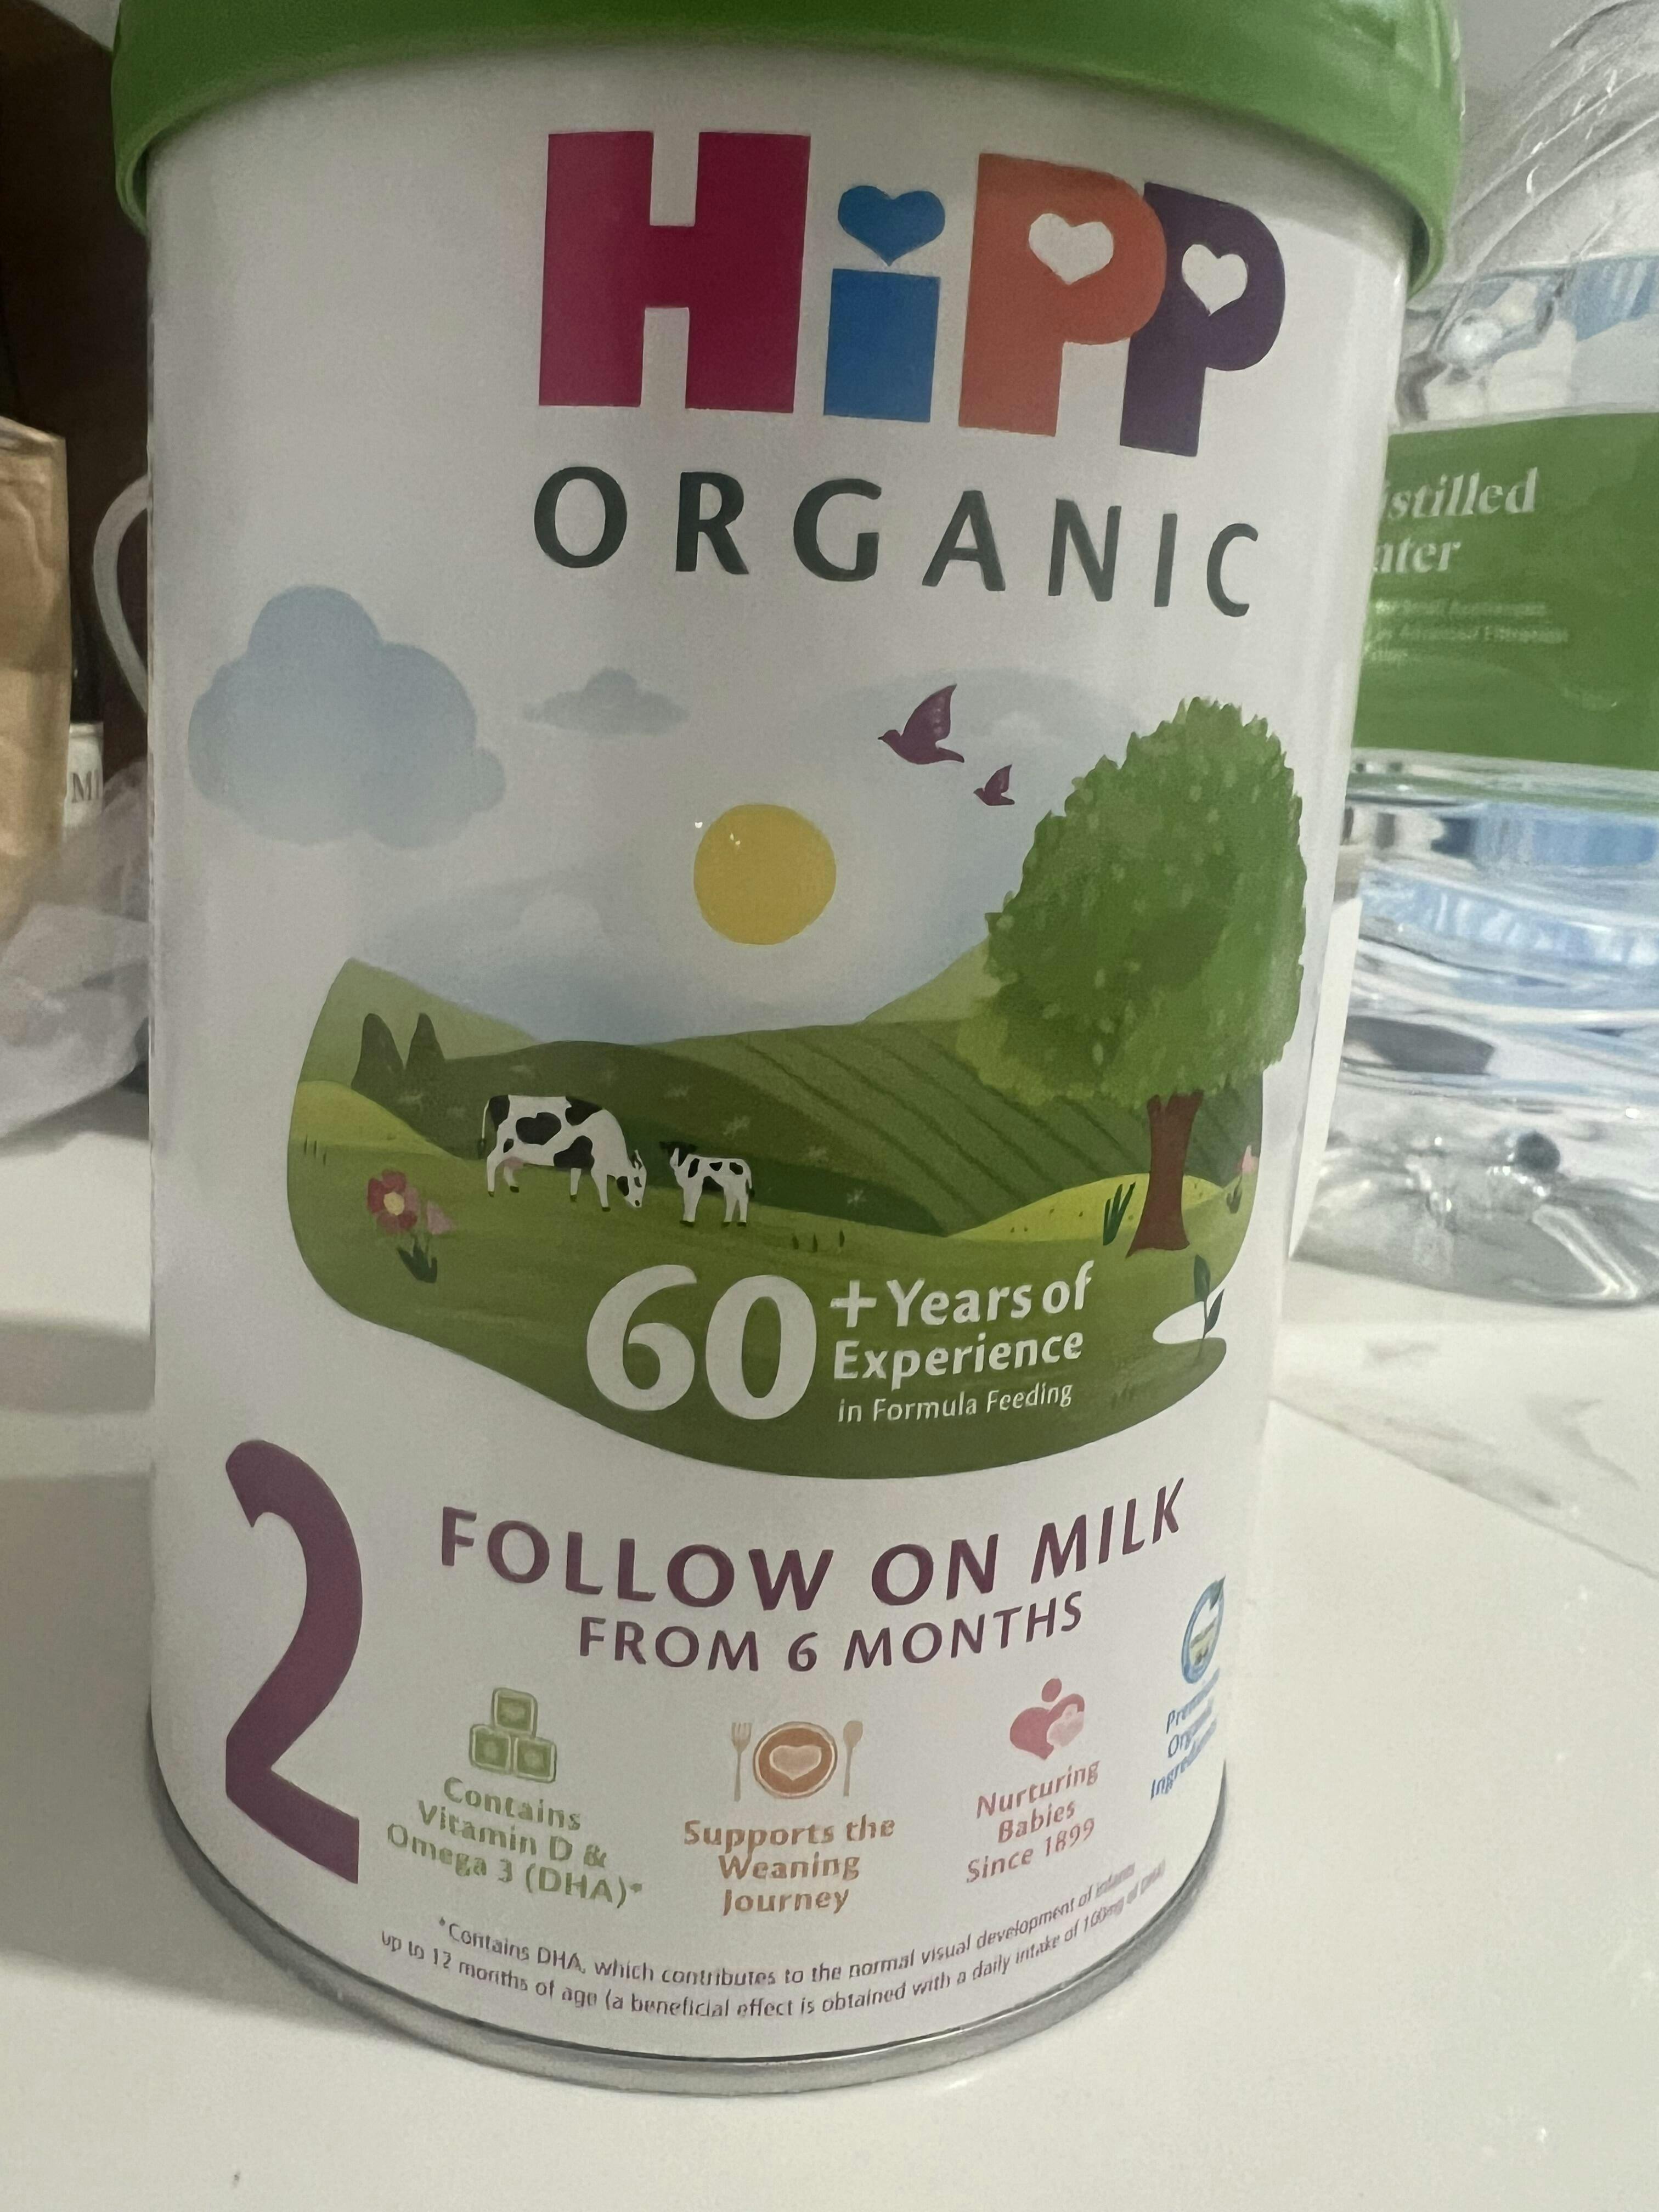 HiPP
ORGANIC
istilled
ater
60+ Years of
Experience
in Formula Feeding
2
FOLLOW ON MILK
FROM 6 MONTHS
Contains
Vitamin D &
Omega 3 (DHA)*
Supports the
Weaning
Journey
Nurturing
Babies
Since 1899
Organic
*Contains DHA, which contributes to the normal visual development of infants
up to 12 months of age (a beneficial effect is obtained with a daily intake of 100mg of DHA)